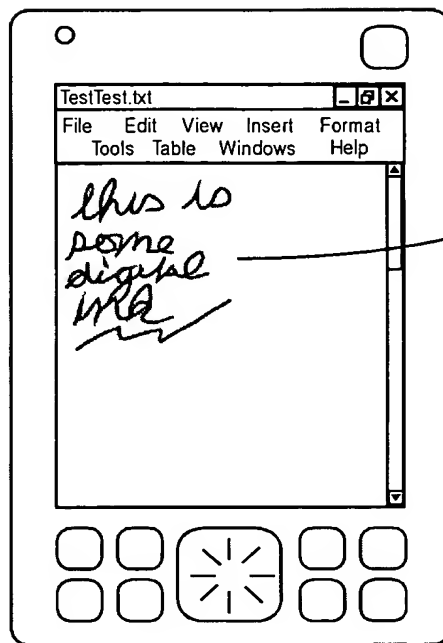 TestTest.txt
File Edit View Insert Format
Tools Table Windows Help
this is
some
digital
ink